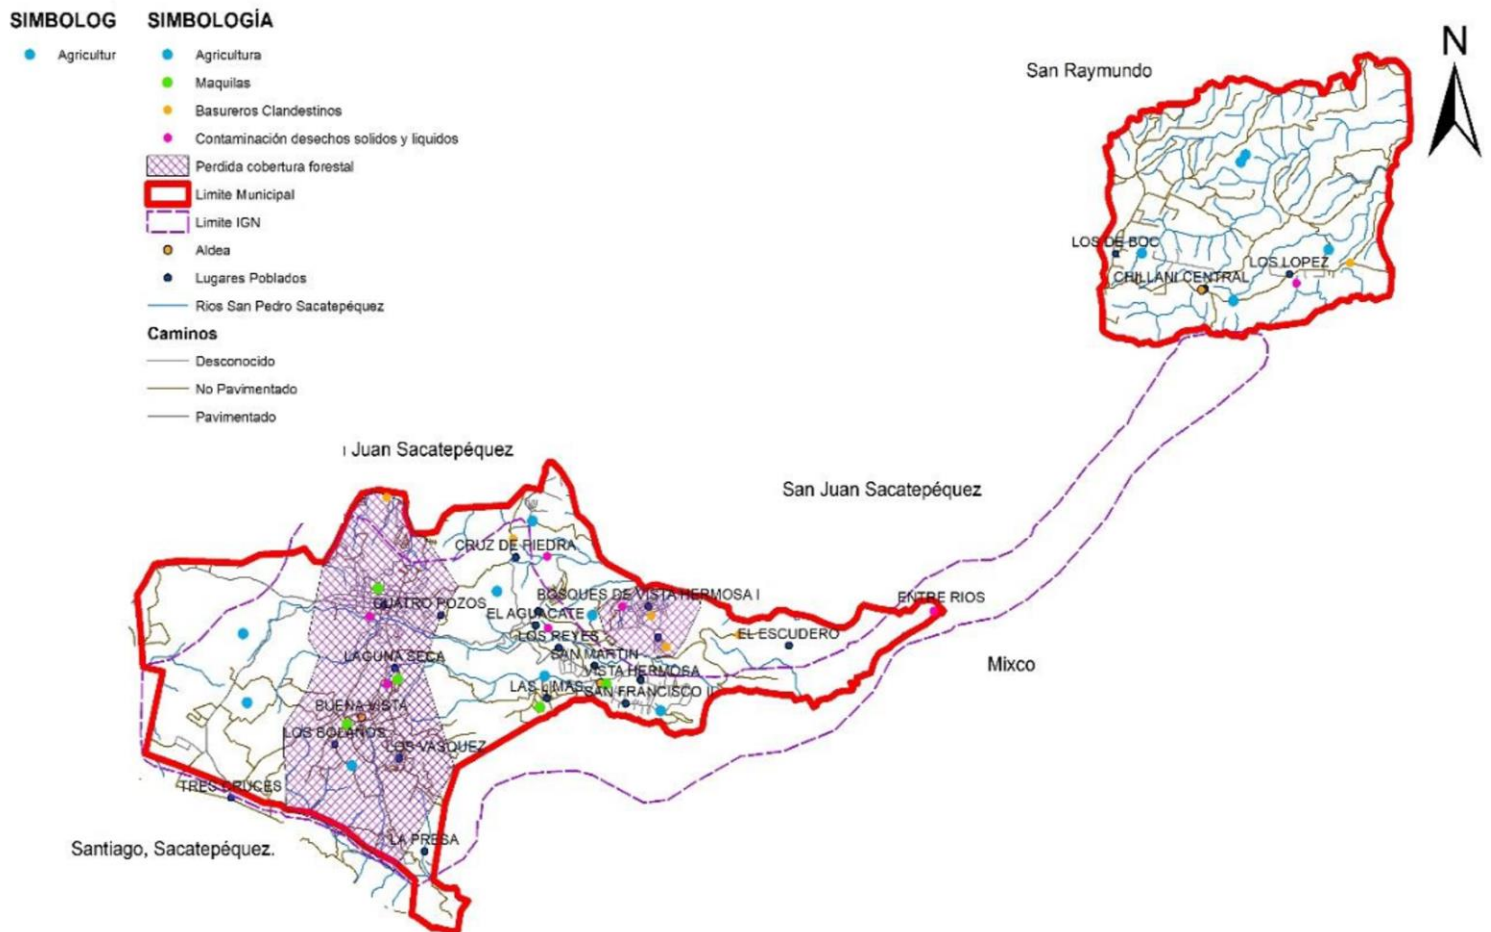 SIMBOLOG
Agricultur
SIMBOLOGÍA
Agricultura
Maquilas
Basureros Clandestinos
Contaminación desechos solidos y liquidos
Perdida cobertura forestal
Limite Municipal
Limite IGN
Aldea
Lugares Poblados
Rios San Pedro Sacatepéquez
Caminos
Desconocido
No Pavimentado
Pavimentado
N
San Raymundo
LOS DE BOC
LOS LOPEZ
CHILLANI CENTRAL
Juan Sacatepéquez
San Juan Sacatepéquez
CRUZ DE PIEDRA
BOSQUES DE VISTA HERMOSA I
ENTRE RIOS
CUATRO POZOS
EL AGUACATE
LOS REYES
EL ESCUDERO
SAN MARTIN
Mixco
LAGUNA SECA
VISTA HERMOSA
LAS LIMAS
SAN FRANCISCO II
BUENA VISTA
LOS BOLAÑOS
LOS VASQUEZ
TRES CRUCES
LA PRESA
Santiago, Sacatepéquez.